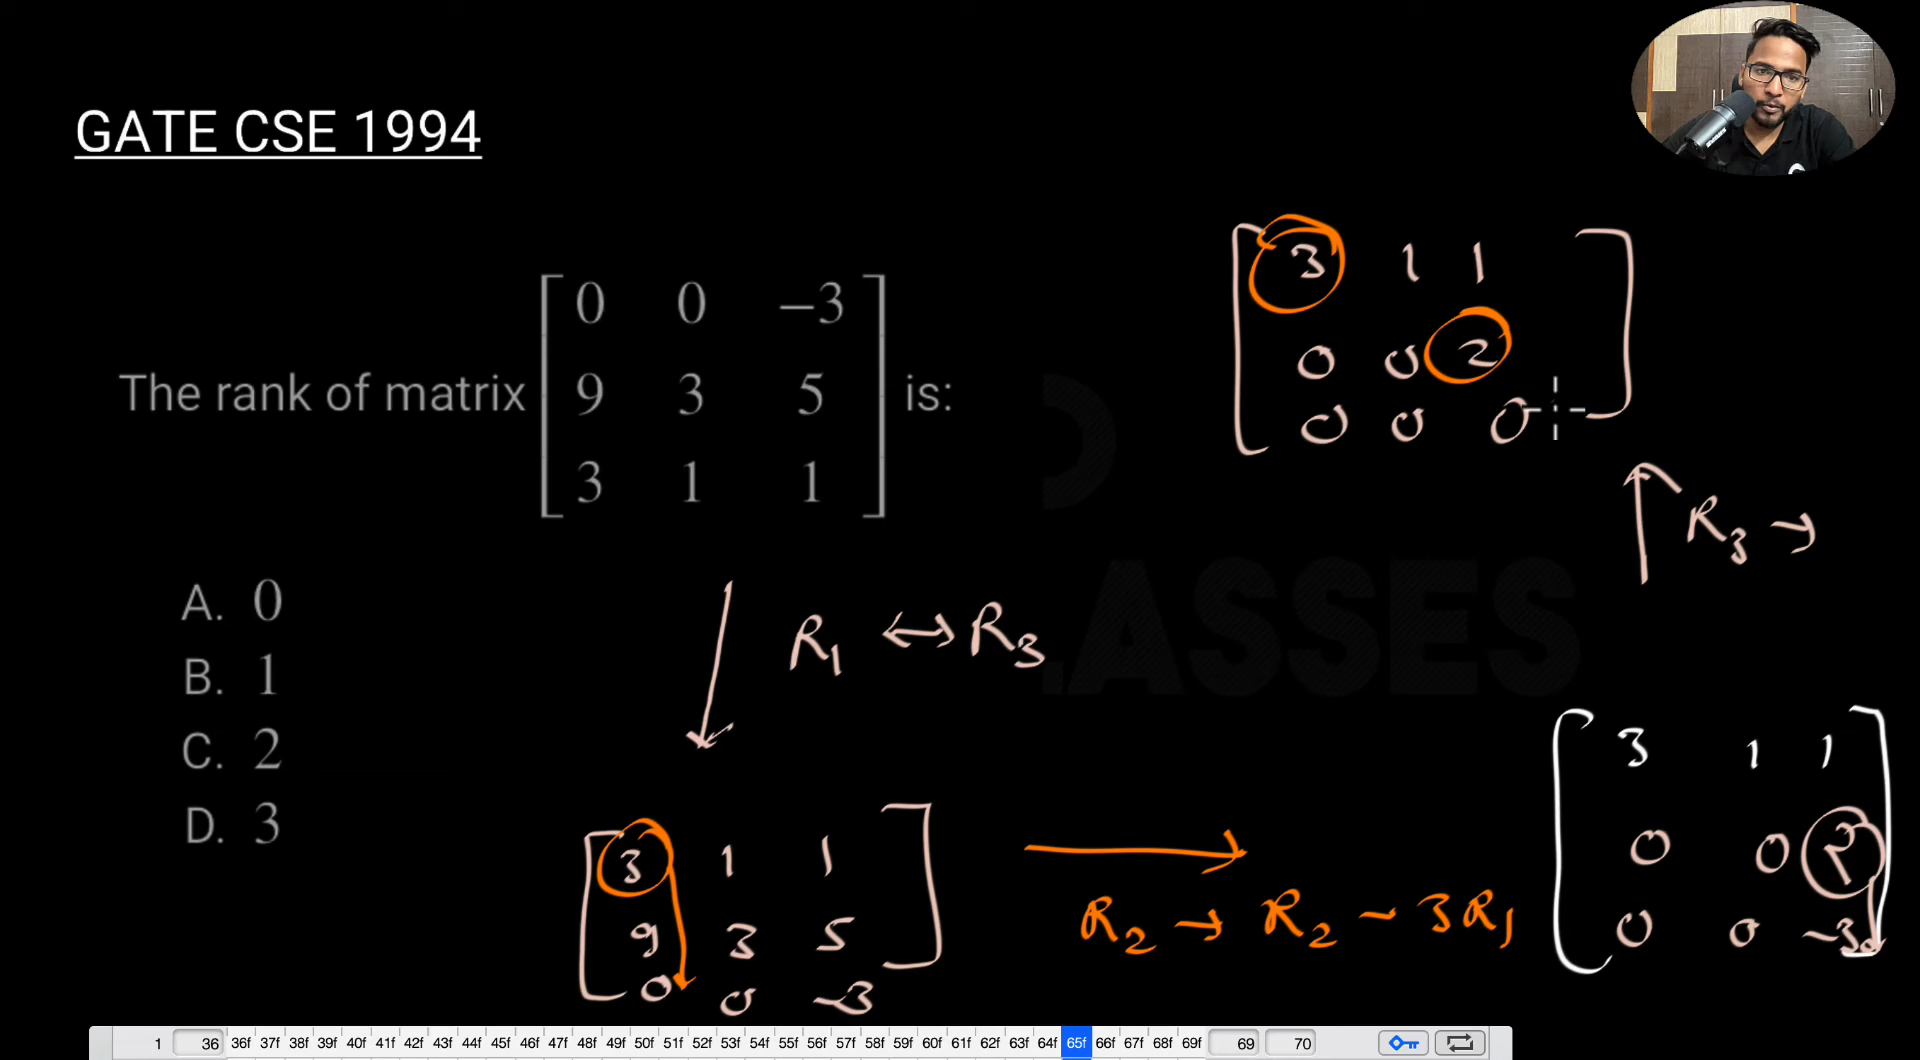 GATE CSE 1994
The rank of matrix
0 0 −3
9 3 5
3 1 1
is:
A. 0
B. 1
C. 2
D. 3
R1 ↔ R3
3 1 1
9 3 5
0 0 −3
R2 → R2 − 3R1
3 1 1
0 0 2
0 0 −3
R3 →
3 1 1
0 0 2
0 0 0
ASSES
1 36 36f 37f 38f 39f 40f 41f 42f 43f 44f 45f 46f 47f 48f 49f 50f 51f 52f 53f 54f 55f 56f 57f 58f 59f 60f 61f 62f 63f 64f 65f 66f 67f 68f 69f 69 70